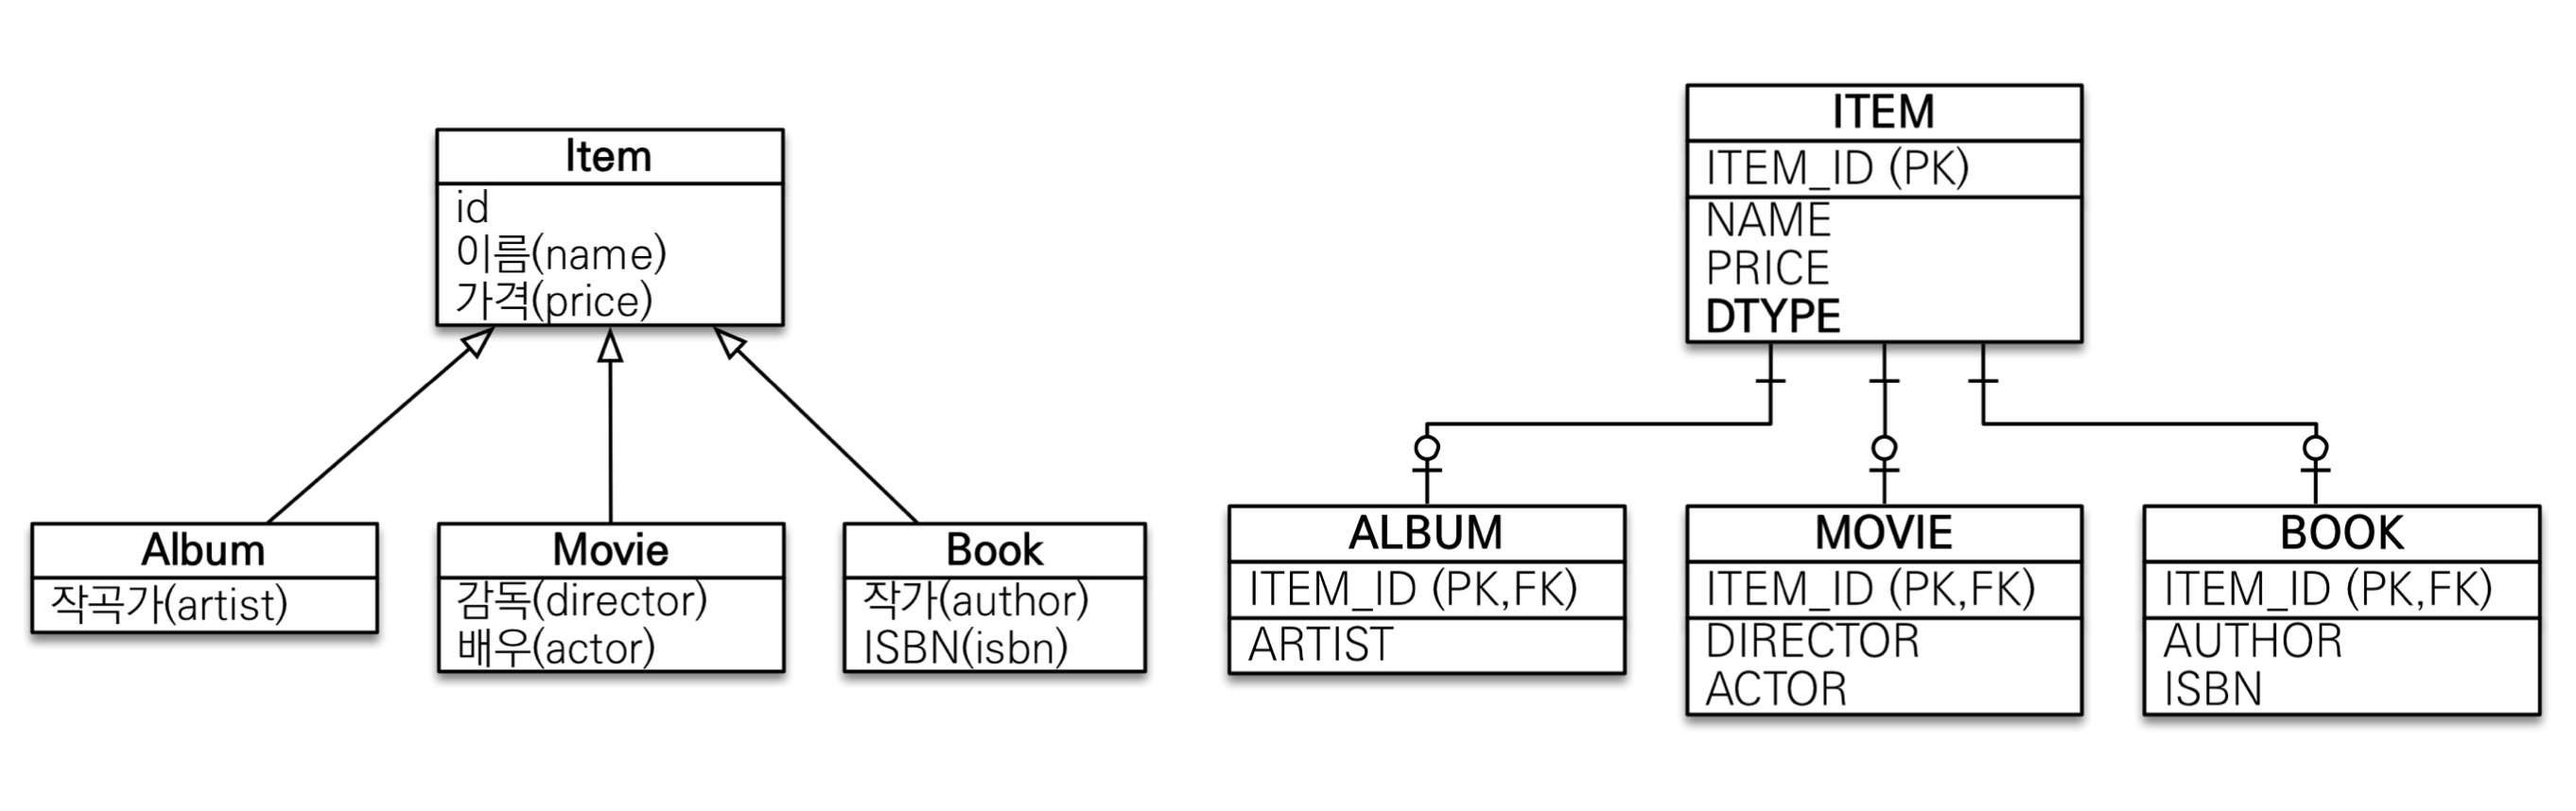 Item
id
이름(name)
가격(price)
Album
작곡가(artist)
Movie
감독(director)
배우(actor)
Book
작가(author)
ISBN(isbn)
ITEM
ITEM_ID (PK)
NAME
PRICE
DTYPE
ALBUM
ITEM_ID (PK,FK)
ARTIST
MOVIE
ITEM_ID (PK,FK)
DIRECTOR
ACTOR
BOOK
ITEM_ID (PK,FK)
AUTHOR
ISBN